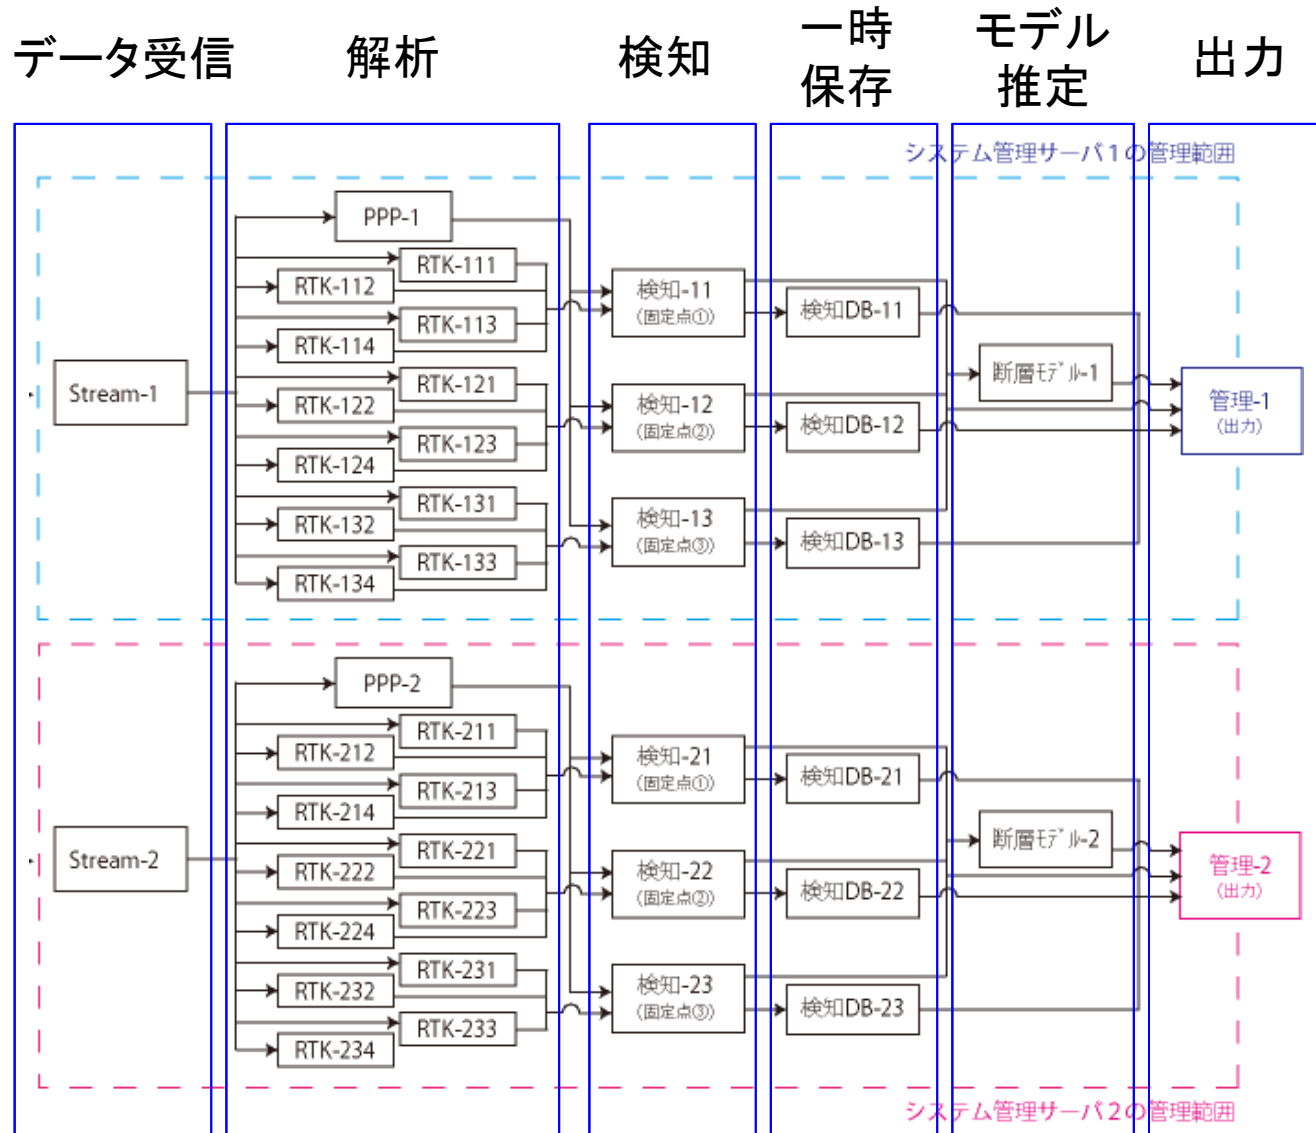 データ受信
解析
検知
一時
保存
モデル
推定
出力
システム管理サーバ1の管理範囲
PPP-1
RTK-111
RTK-112
RTK-113
RTK-114
RTK-121
RTK-122
RTK-123
RTK-124
RTK-131
RTK-132
RTK-133
RTK-134
Stream-1
検知-11
(固定点①)
検知-12
(固定点②)
検知-13
(固定点③)
検知DB-11
検知DB-12
検知DB-13
断層ﾓﾃﾞﾙ-1
管理-1
(出力)
PPP-2
RTK-211
RTK-212
RTK-213
RTK-214
RTK-221
RTK-222
RTK-223
RTK-224
RTK-231
RTK-232
RTK-233
RTK-234
Stream-2
検知-21
(固定点①)
検知-22
(固定点②)
検知-23
(固定点③)
検知DB-21
検知DB-22
検知DB-23
断層ﾓﾃﾞﾙ-2
管理-2
(出力)
システム管理サーバ2の管理範囲